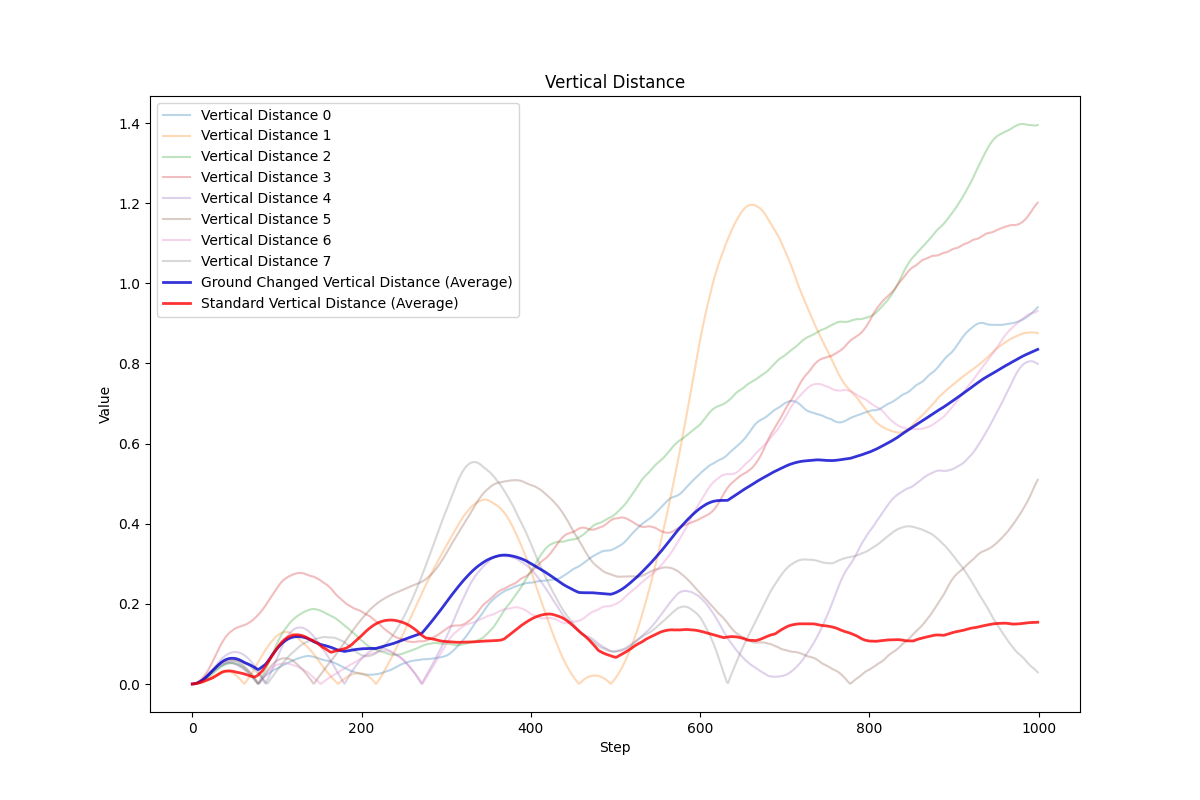 Vertical Distance
Vertical Distance 0
Vertical Distance 1
Vertical Distance 2
Vertical Distance 3
Vertical Distance 4
Vertical Distance 5
Vertical Distance 6
Vertical Distance 7
Ground Changed Vertical Distance (Average)
Standard Vertical Distance (Average)
1.4
1.2
1.0
0.8
0.6
0.4
0.2
0.0
Value
0 200 400 600 800 1000
Step